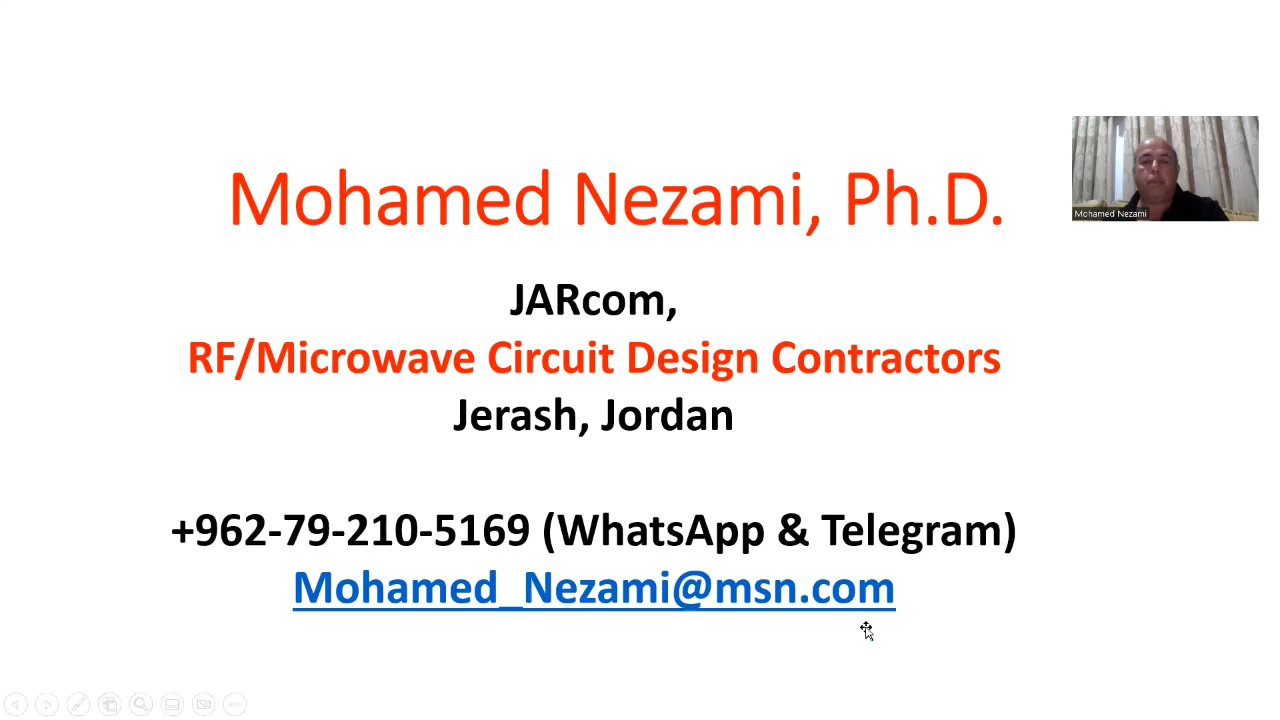 Mohamed Nezami, Ph.D.
Mohamed Nezami
JARcom,
RF/Microwave Circuit Design Contractors
Jerash, Jordan
+962-79-210-5169 (WhatsApp & Telegram)
Mohamed_Nezami@msn.com